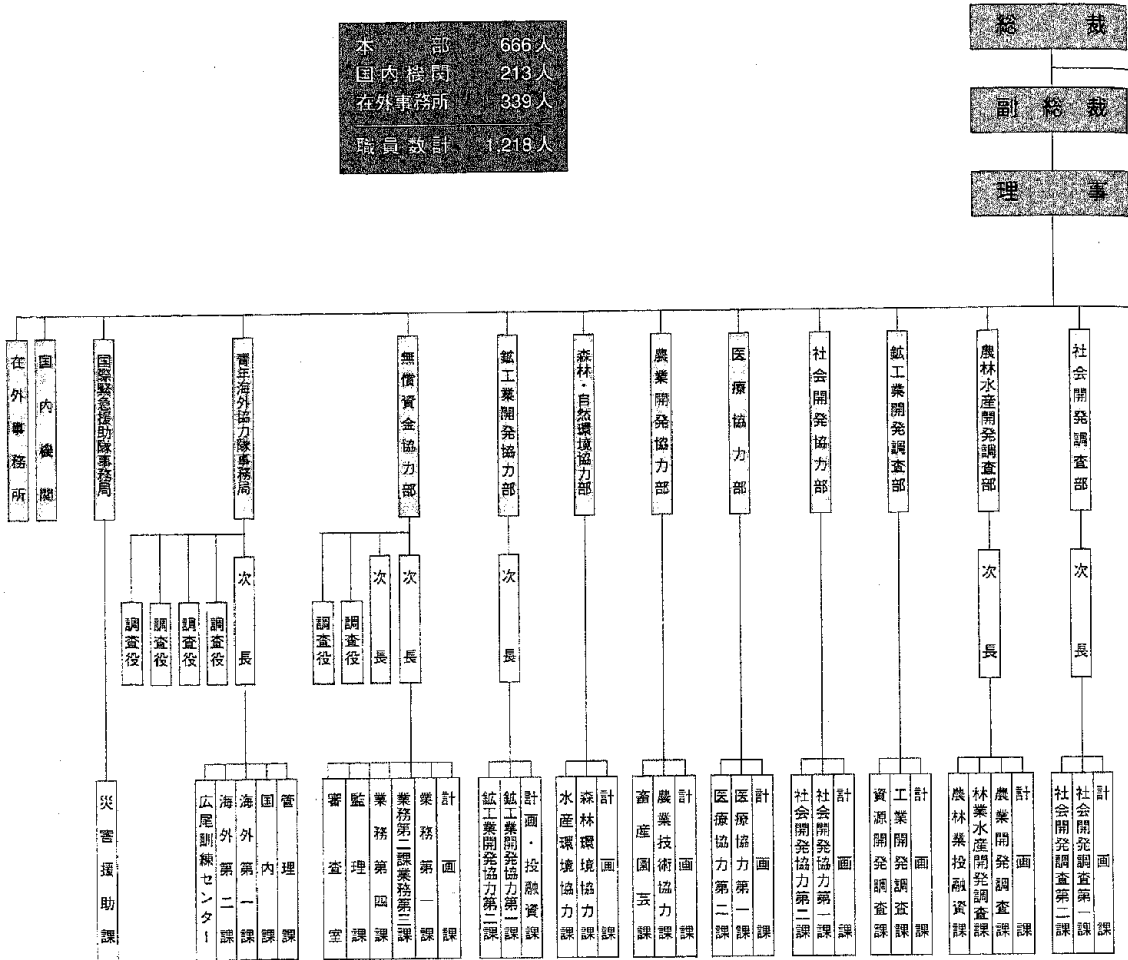 本部 666人
国内機関 213人
在外事務所 339人
職員数計 1,218人
総裁
副総裁
理事
社会開発調査部
農林水産開発調査部
鉱工業開発調査部
社会開発協力部
医療協力部
農業開発協力部
森林・自然環境協力部
鉱工業開発協力部
無償資金協力部
青年海外協力隊事務局
国際緊急援助隊事務局
国内機関
在外事務所
次長
次長
次長
次長
次長
調査役
調査役
次長
調査役
調査役
調査役
調査役
計画課
社会開発調査第一課
社会開発調査第二課
計画課
農業開発調査課
林業水産開発調査課
農林業投融資課
計画課
工業開発調査課
資源開発調査課
計画課
社会開発協力第一課
社会開発協力第二課
計画課
医療協力第一課
医療協力第二課
計画課
農業技術協力課
畜産園芸課
計画課
森林環境協力課
水産環境協力課
計画・投融資課
鉱工業開発協力第一課
鉱工業開発協力第二課
計画課
業務第一課
業務第二課業務第三課
業務第四課
監理課
審査室
管理課
国内課
海外第一課
海外第二課
広尾訓練センター
災害援助課